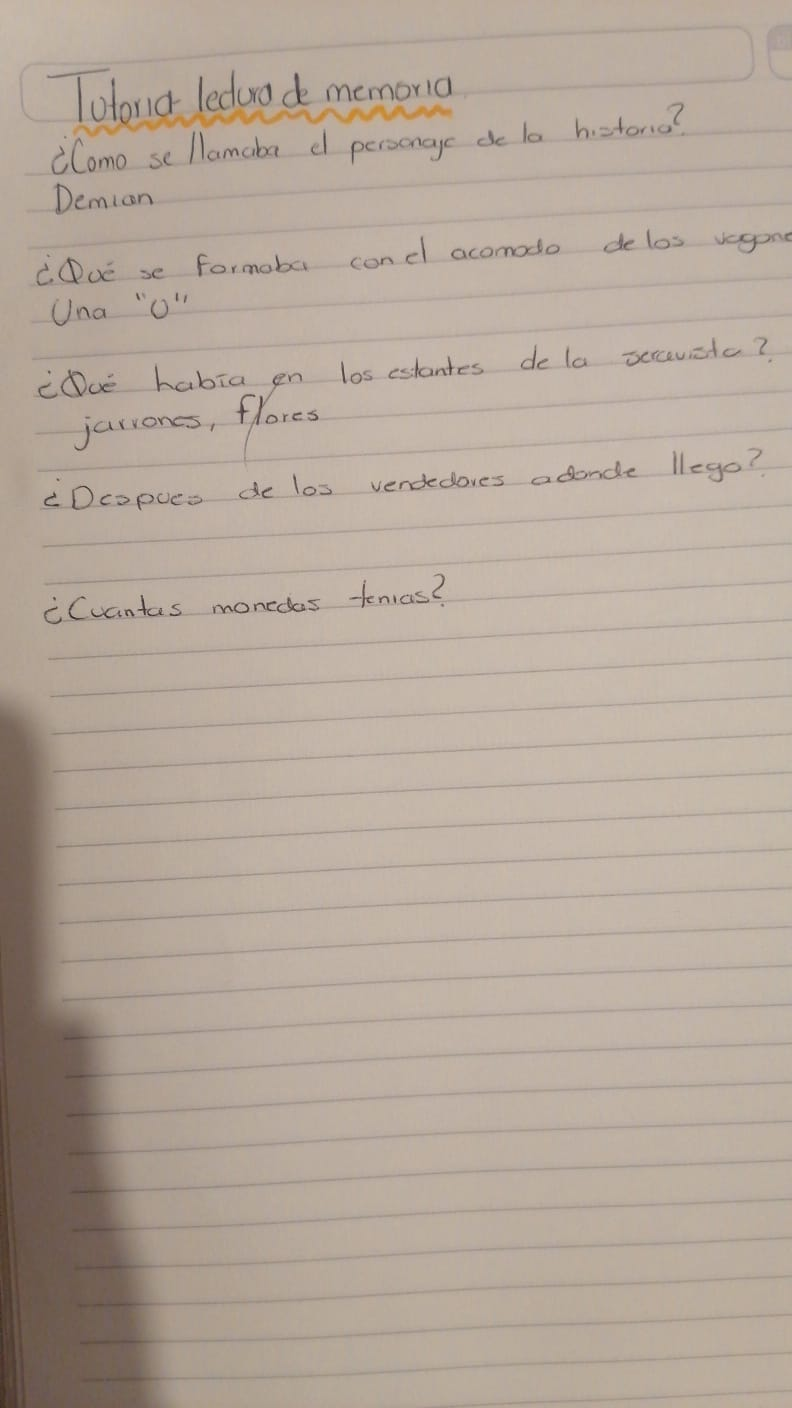 Tutoria lectura de memoria
¿Como se llamaba el personaje de la historia?
Demian
¿Qué se formaba con el acomodo de los vagone
Una "U"
¿Qué había en los estantes de la
jarrones, flores
¿Despues de los vendedores adonde llego?
¿Cuantas monedas tenias?